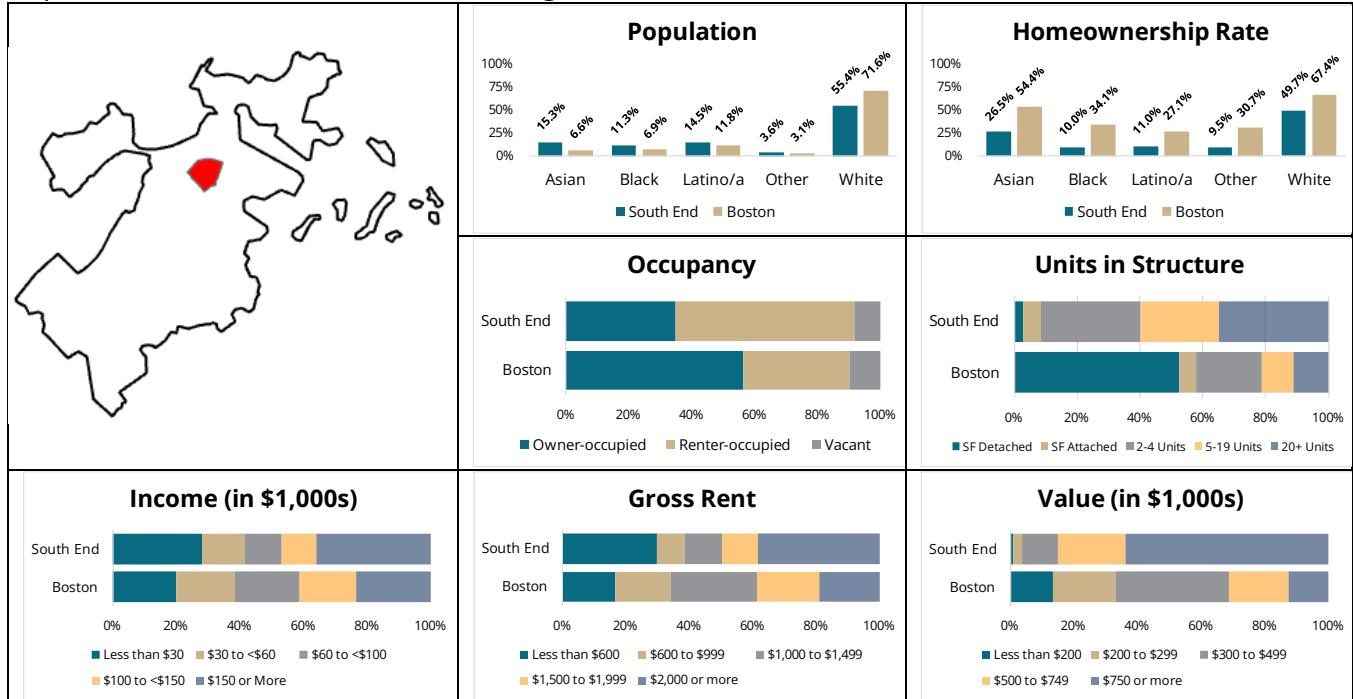 Population
100%
75%
50%
25%
0%
15.3%
6.6%
11.3%
6.9%
14.5%
11.8%
3.6%
3.1%
55.4%
71.6%
Asian Black Latino/a Other White
South End Boston
Homeownership Rate
100%
75%
50%
25%
0%
26.5%
54.4%
10.0%
34.1%
11.0%
27.1%
9.5%
30.7%
49.7%
67.4%
Asian Black Latino/a Other White
South End Boston
Occupancy
South End
Boston
0% 20% 40% 60% 80% 100%
Owner-occupied Renter-occupied Vacant
Units in Structure
South End
Boston
0% 20% 40% 60% 80% 100%
SF Detached SF Attached 2-4 Units 5-19 Units 20+ Units
Income (in $1,000s)
South End
Boston
0% 20% 40% 60% 80% 100%
Less than $30 $30 to <$60 $60 to <$100
$100 to <$150 $150 or More
Gross Rent
South End
Boston
0% 20% 40% 60% 80% 100%
Less than $600 $600 to $999 $1,000 to $1,499
$1,500 to $1,999 $2,000 or more
Value (in $1,000s)
South End
Boston
0% 20% 40% 60% 80% 100%
Less than $200 $200 to $299 $300 to $499
$500 to $749 $750 or more